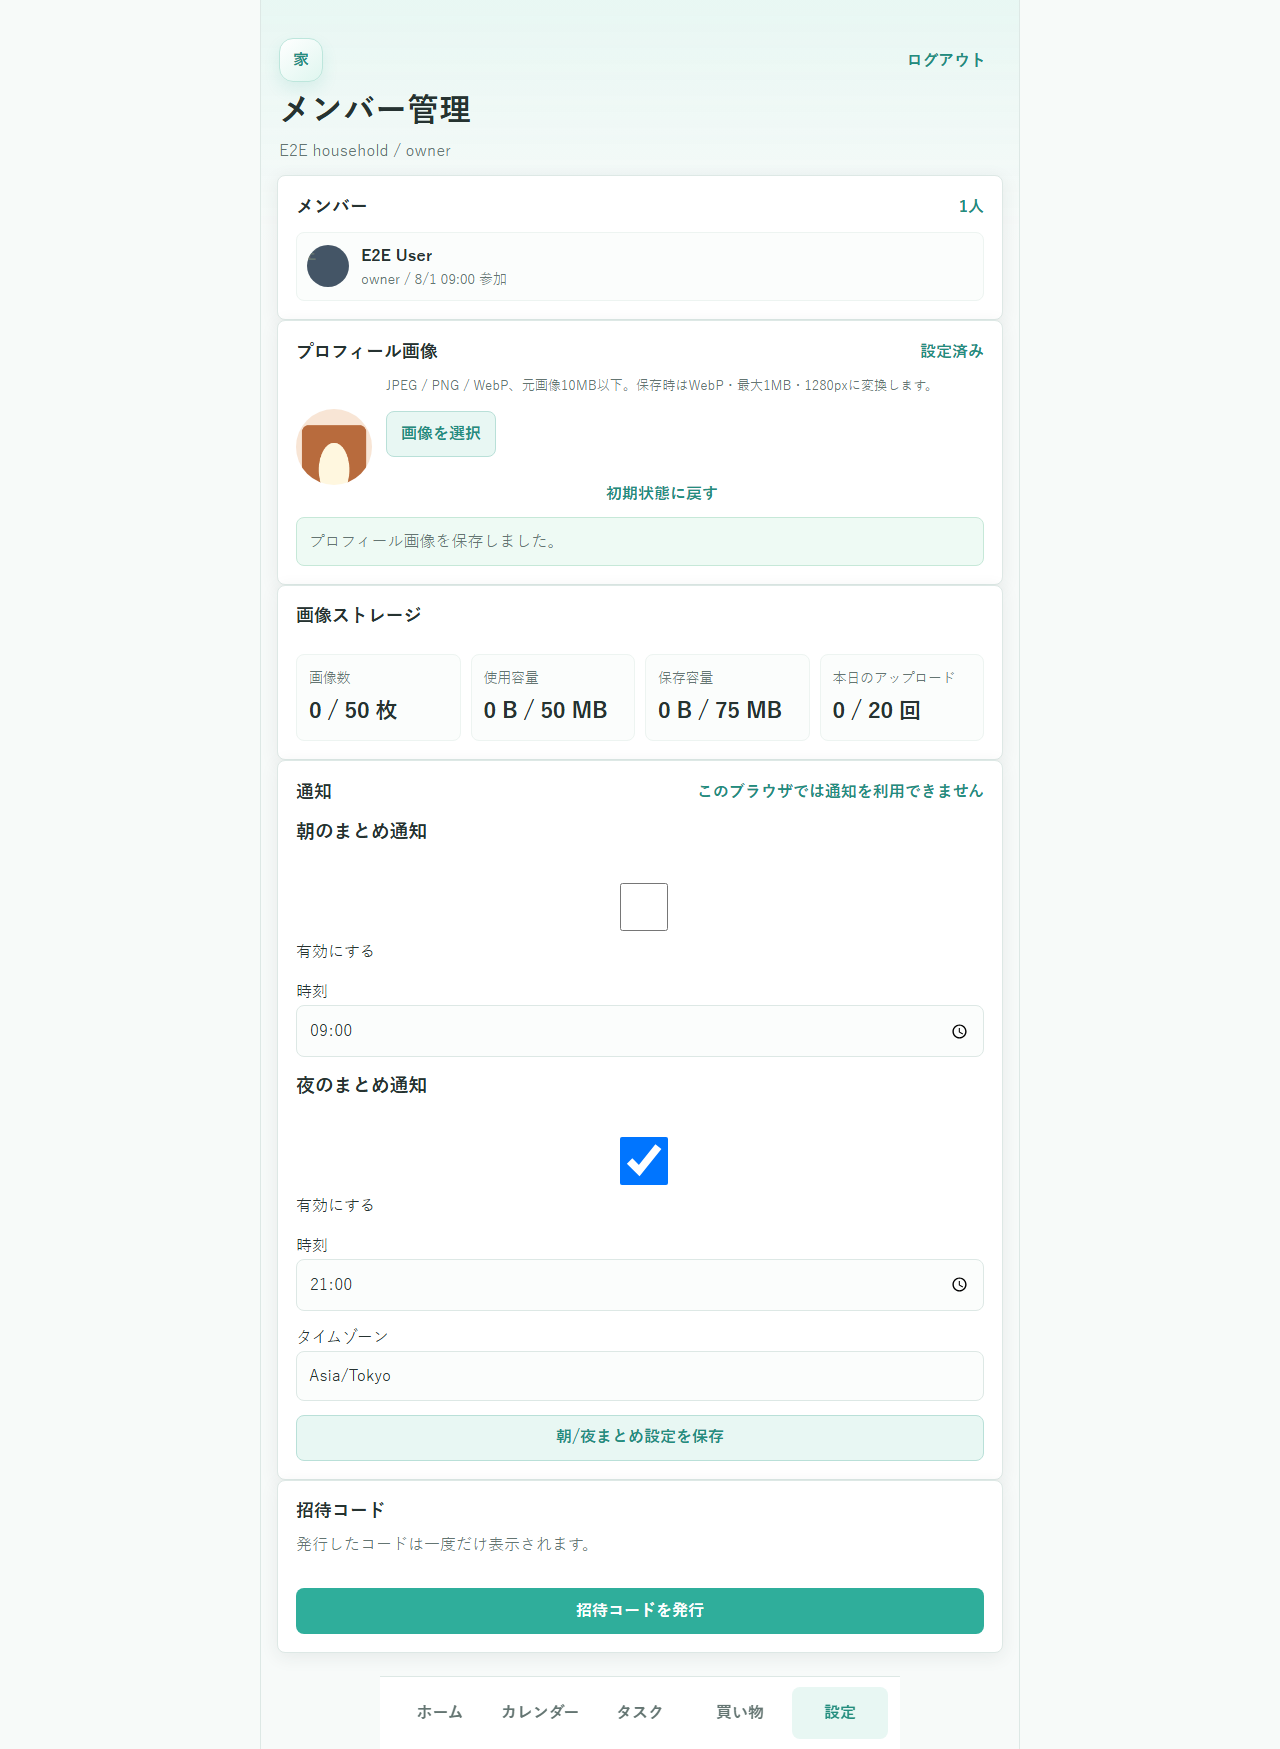 家
ログアウト
メンバー管理
E2E household / owner
メンバー
1人
E2E User
owner / 8/1 09:00 参加
プロフィール画像
設定済み
JPEG / PNG / WebP、元画像10MB以下。保存時はWebP・最大1MB・1280pxに変換します。
画像を選択
初期状態に戻す
プロフィール画像を保存しました。
画像ストレージ
画像数
0 / 50 枚
使用容量
0 B / 50 MB
保存容量
0 B / 75 MB
本日のアップロード
0 / 20 回
通知
このブラウザでは通知を利用できません
朝のまとめ通知
有効にする
時刻
09:00
夜のまとめ通知
有効にする
時刻
21:00
タイムゾーン
Asia/Tokyo
朝/夜まとめ設定を保存
招待コード
発行したコードは一度だけ表示されます。
招待コードを発行
ホーム
カレンダー
タスク
買い物
設定